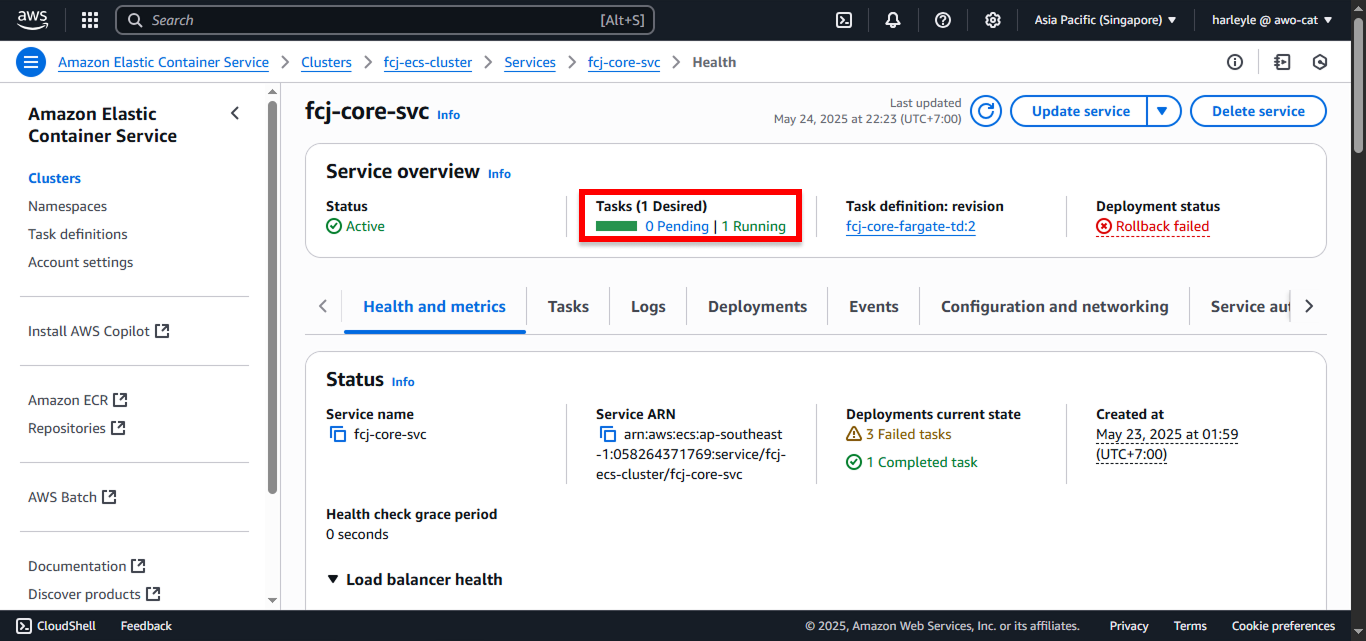 aws
Search
[Alt+S]
Asia Pacific (Singapore)
harleyle @ awo-cat
Amazon Elastic Container Service
Clusters
fcj-ecs-cluster
Services
fcj-core-svc
Health
Amazon Elastic
Container Service
Clusters
Namespaces
Task definitions
Account settings
Install AWS Copilot
Amazon ECR
Repositories
AWS Batch
Documentation
Discover products
fcj-core-svc Info
Last updated
May 24, 2025 at 22:23 (UTC+7:00)
Update service
Delete service
Service overview Info
Status
Active
Tasks (1 Desired)
0 Pending | 1 Running
Task definition: revision
fcj-core-fargate-td:2
Deployment status
Rollback failed
Health and metrics
Tasks
Logs
Deployments
Events
Configuration and networking
Service au
Status Info
Service name
fcj-core-svc
Service ARN
arn:aws:ecs:ap-southeast
-1:058264371769:service/fcj-
ecs-cluster/fcj-core-svc
Deployments current state
3 Failed tasks
1 Completed task
Created at
May 23, 2025 at 01:59
(UTC+7:00)
Health check grace period
0 seconds
Load balancer health
CloudShell
Feedback
© 2025, Amazon Web Services, Inc. or its affiliates.
Privacy
Terms
Cookie preferences